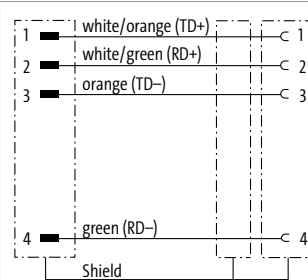 1 white/orange (TD+) 1
2 white/green (RD+) 2
3 orange (TD–) 3
4 green (RD–) 4
Shield